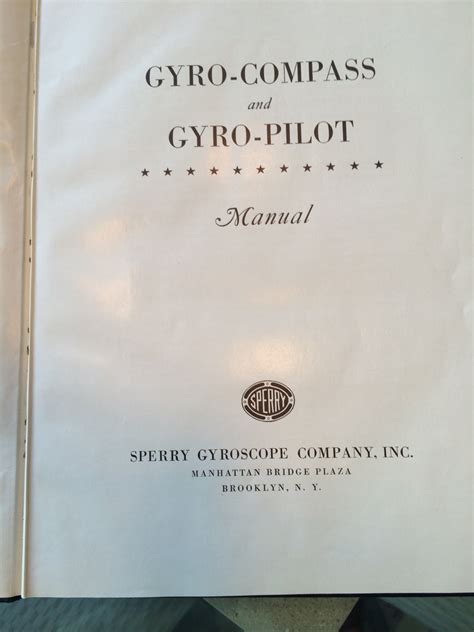 GYRO-COMPASS
and
GYRO-PILOT
★ ★ ★ ★ ★ ★ ★ ★ ★ ★ ★
Manual
SPERRY
SPERRY GYROSCOPE COMPANY, INC.
MANHATTAN BRIDGE PLAZA
BROOKLYN, N. Y.